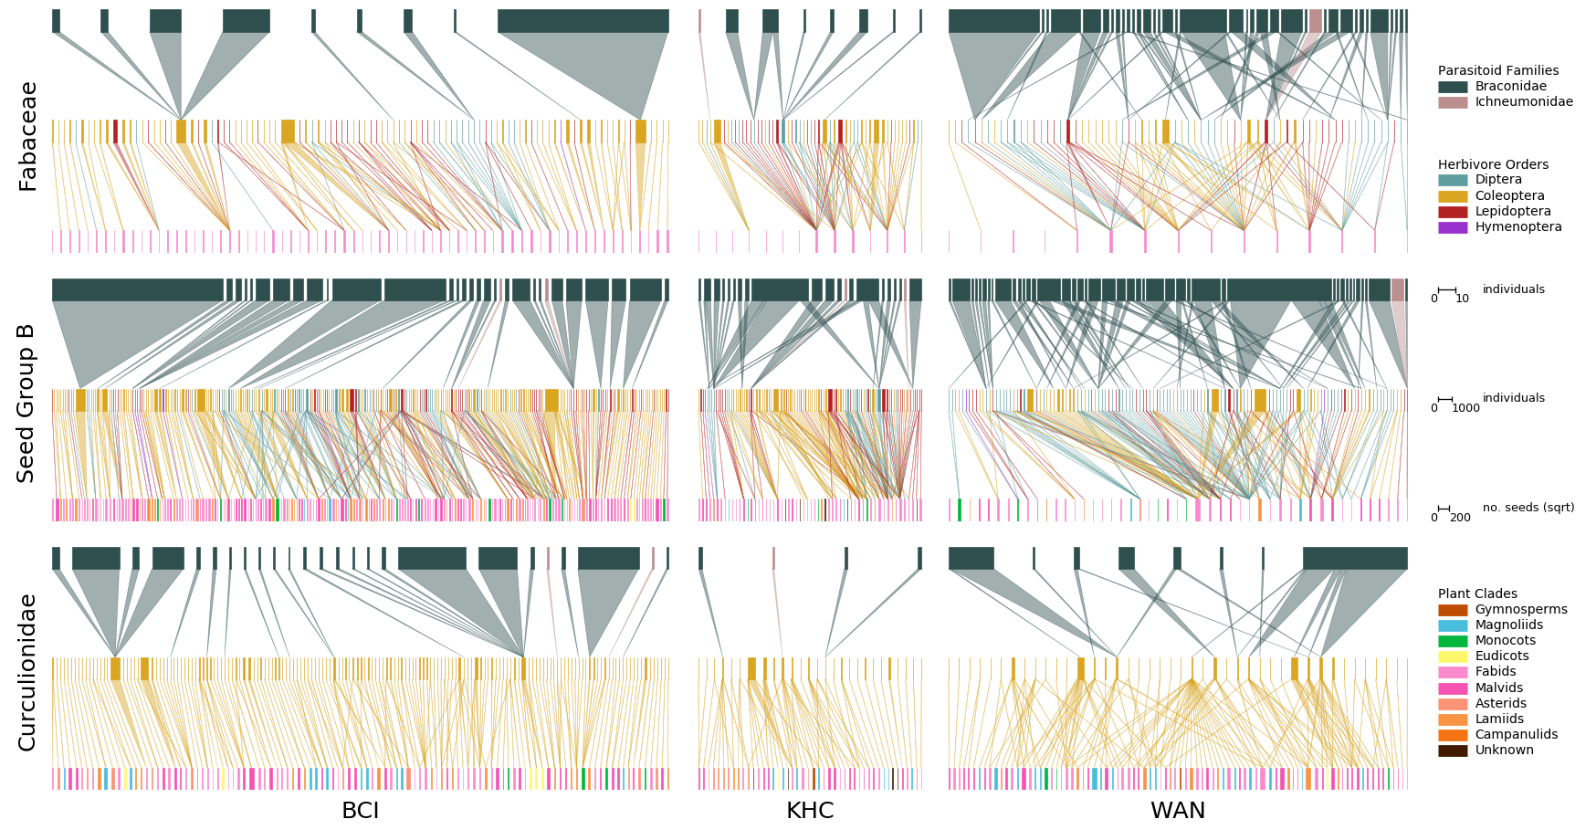 Fabaceae
Seed Group B
Curculionidae
BCI
KHC
WAN
Parasitoid Families
Braconidae
Ichneumonidae
Herbivore Orders
Diptera
Coleoptera
Lepidoptera
Hymenoptera
0 10 individuals
0 1000 individuals
0 200 no. seeds (sqrt)
Plant Clades
Gymnosperms
Magnoliids
Monocots
Eudicots
Fabids
Malvids
Asterids
Lamiids
Campanulids
Unknown